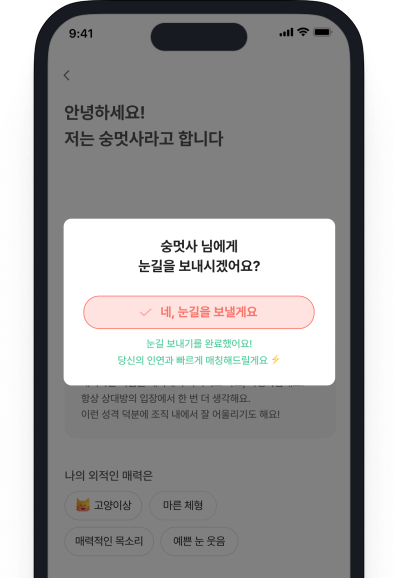 9:41
안녕하세요!
저는 숭멋사라고 합니다
숭멋사 님에게
눈길을 보내시겠어요?
네, 눈길을 보낼게요
눈길 보내기를 완료했어요!
당신의 인연과 빠르게 매칭해드릴게요 ⚡
항상 상대방의 입장에서 한 번 더 생각해요.
이런 성격 덕분에 조직 내에서 잘 어울리기도 해요!
나의 외적인 매력은
😼 고양이상
마른 체형
매력적인 목소리
예쁜 눈 웃음